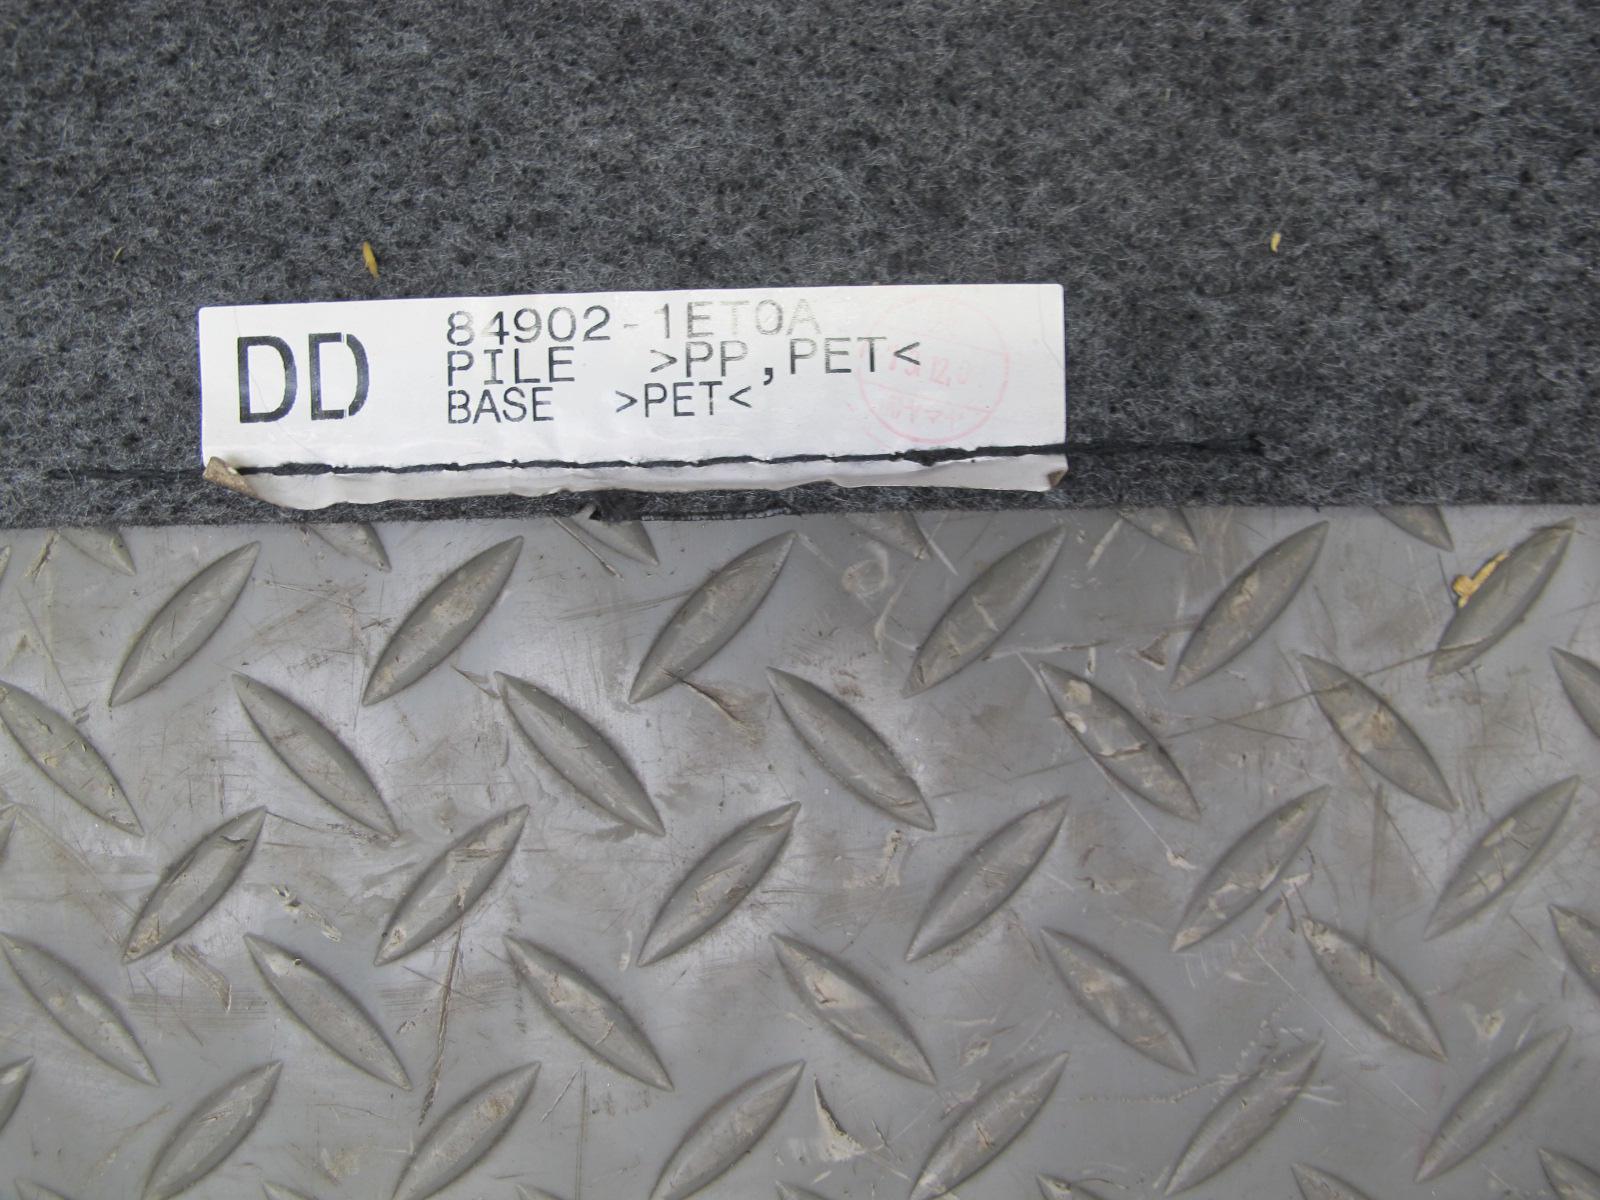 DD
84902-1ET0A
PILE >PP,PET<
BASE >PET<